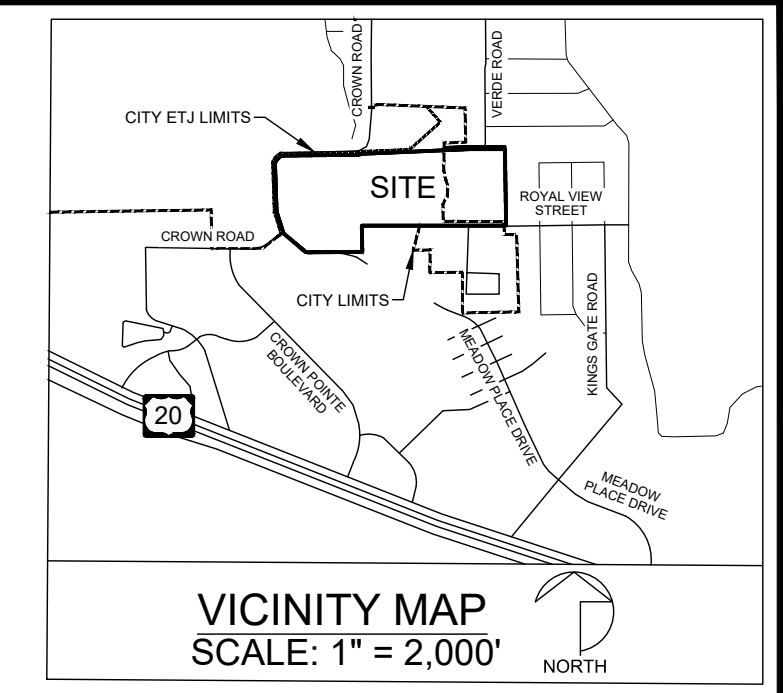 CROWN ROAD
VERDE ROAD
CITY ETJ LIMITS
SITE
ROYAL VIEW
STREET
CROWN ROAD
CITY LIMITS
KINGS GATE ROAD
CROWN POINTE
BOULEVARD
MEADOW PLACE DRIVE
20
MEADOW
PLACE DRIVE
VICINITY MAP
SCALE: 1" = 2,000'
NORTH